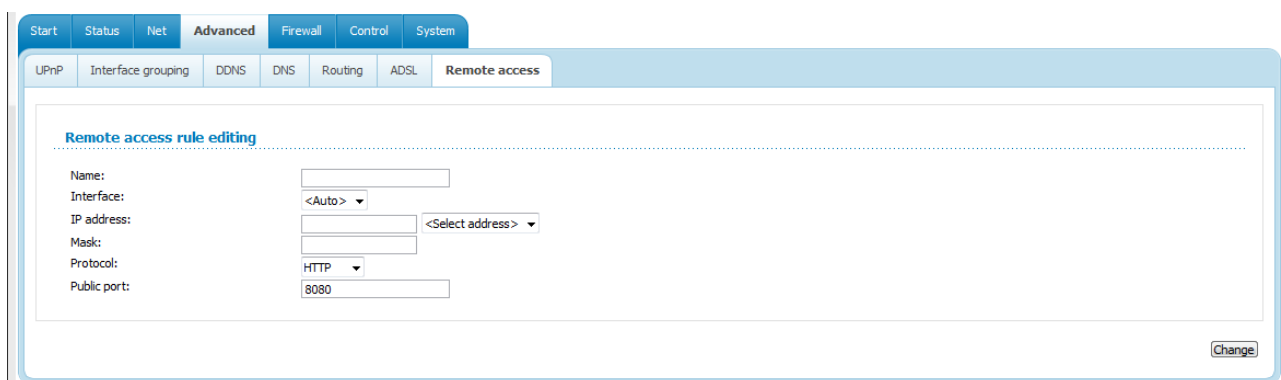 Start Status Net Advanced Firewall Control System
UPnP Interface grouping DDNS DNS Routing ADSL Remote access
Remote access rule editing
Name:
Interface: <Auto>
IP address: <Select address>
Mask:
Protocol: HTTP
Public port: 8080
Change